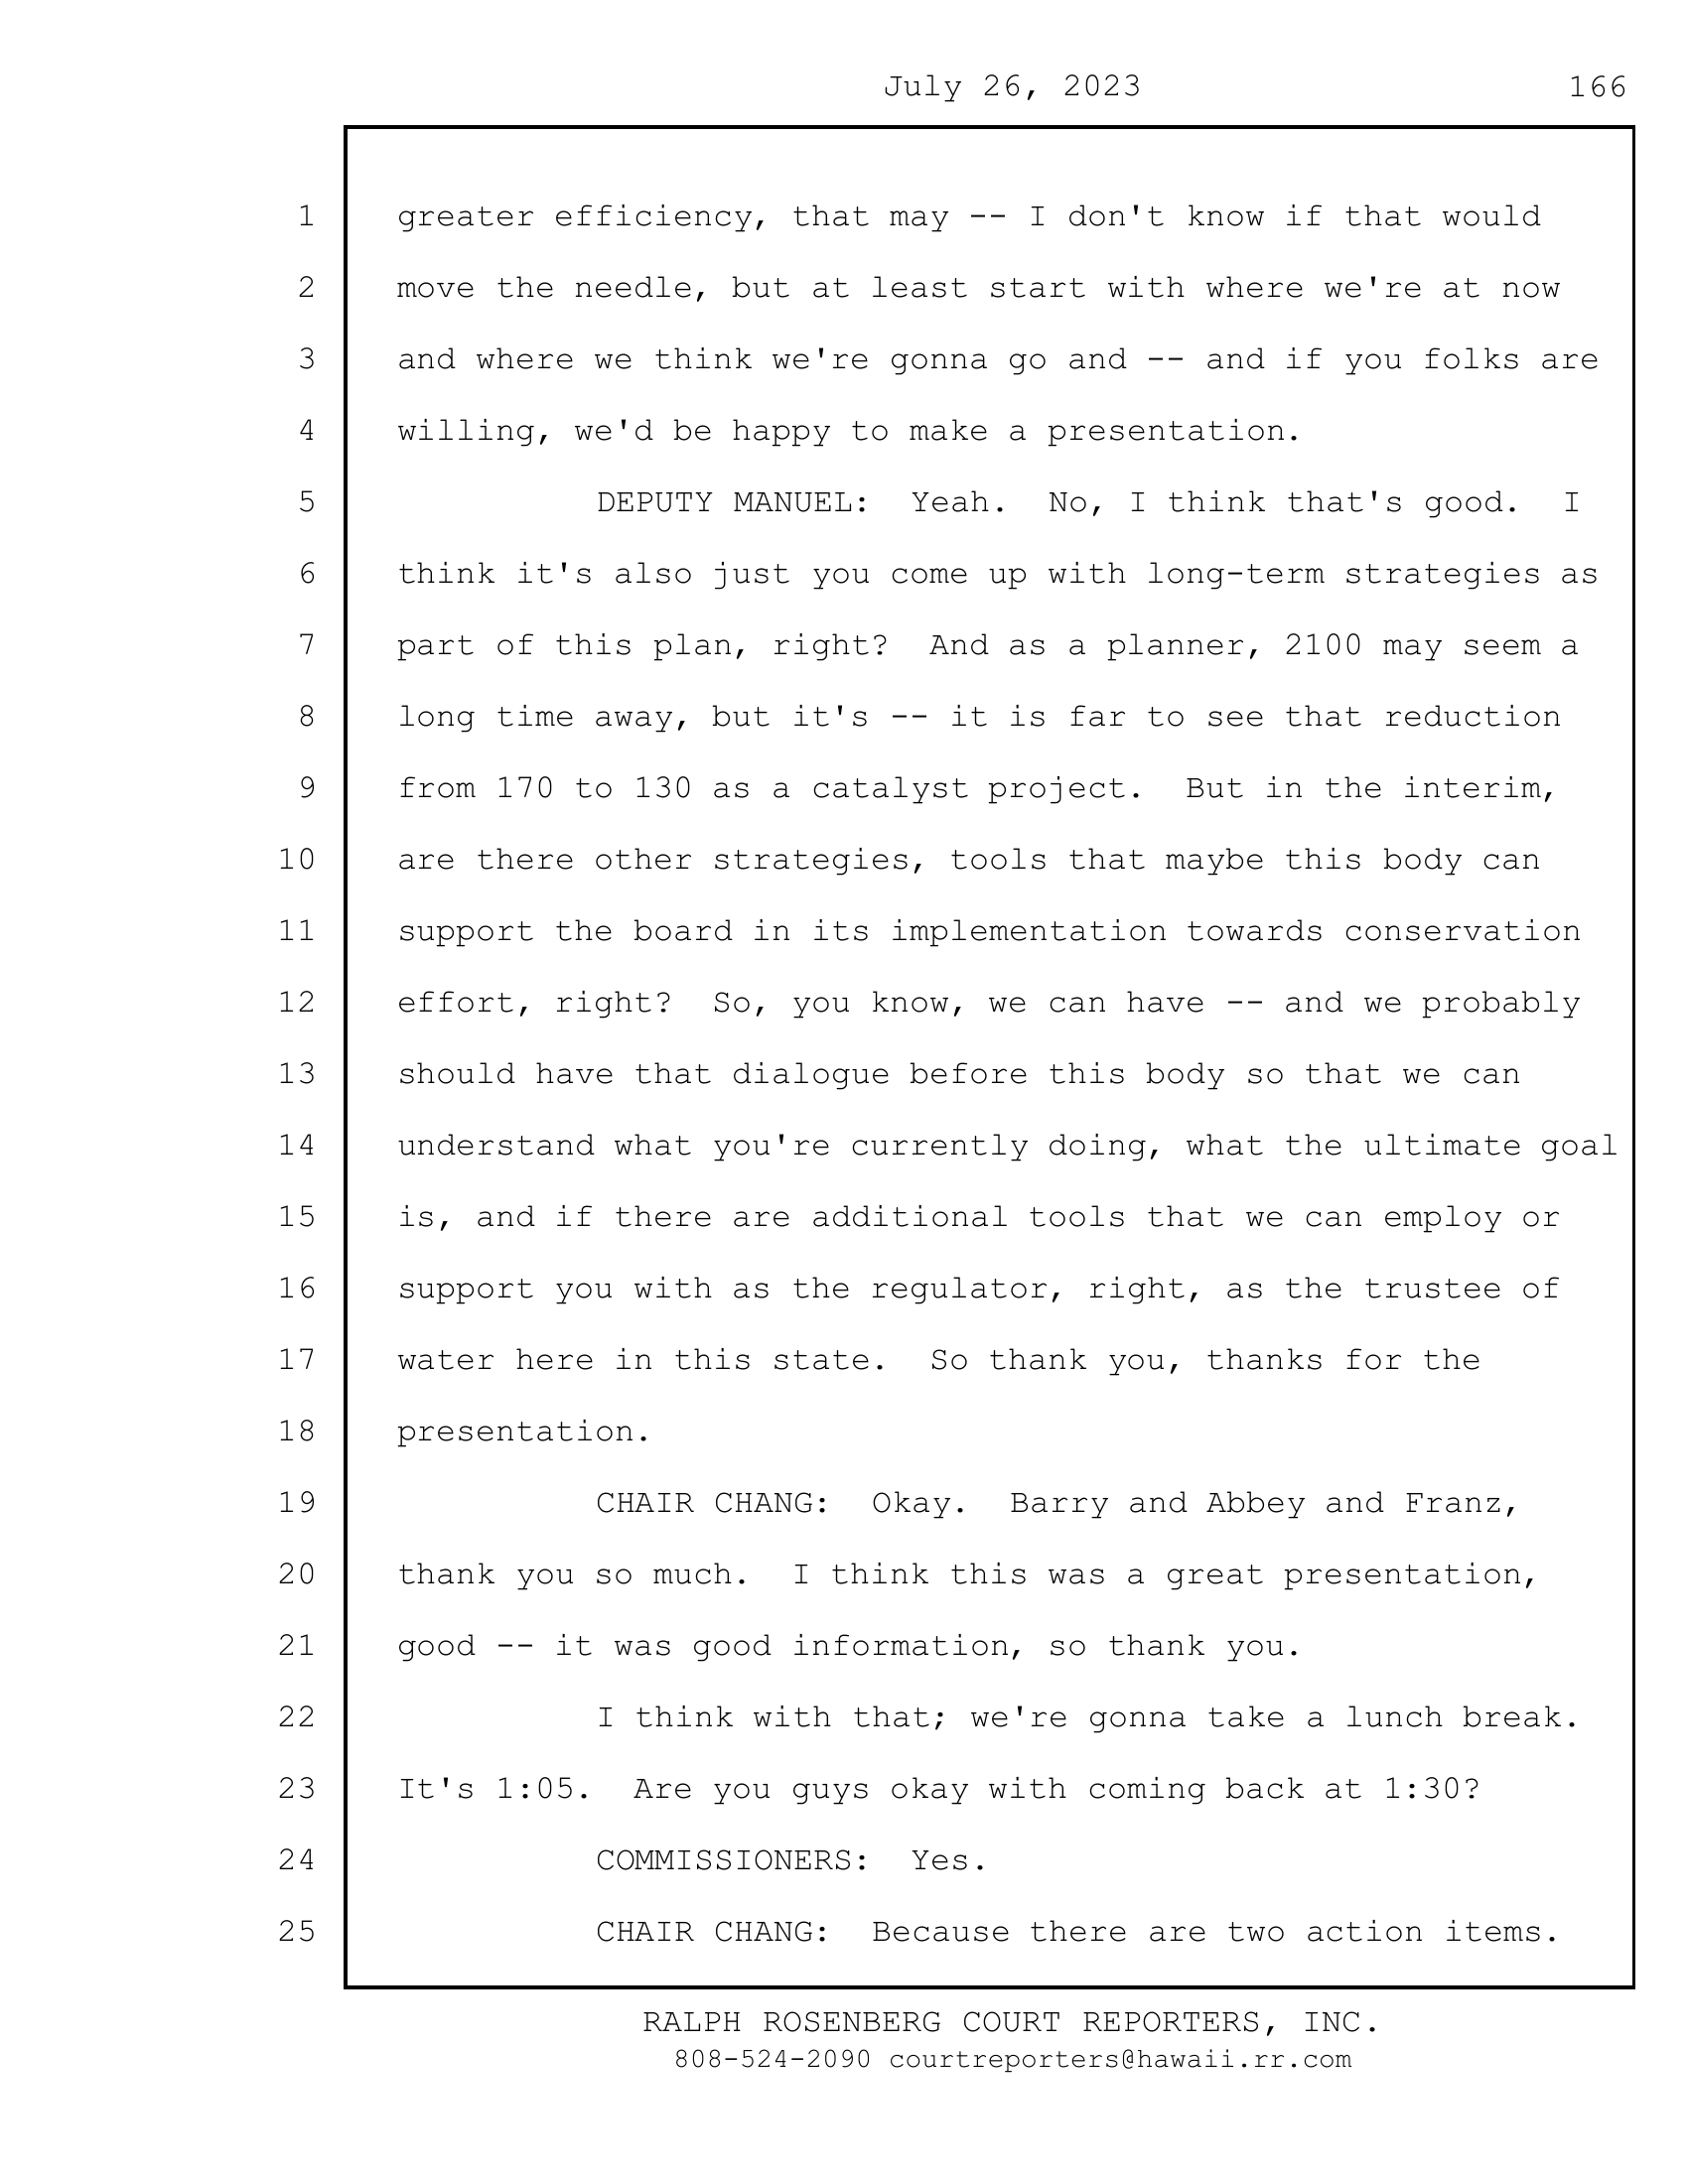 July 26, 2023 166
1 greater efficiency, that may -- I don't know if that would
2 move the needle, but at least start with where we're at now
3 and where we think we're gonna go and -- and if you folks are
4 willing, we'd be happy to make a presentation.
5 DEPUTY MANUEL: Yeah. No, I think that's good. I
6 think it's also just you come up with long-term strategies as
7 part of this plan, right? And as a planner, 2100 may seem a
8 long time away, but it's -- it is far to see that reduction
9 from 170 to 130 as a catalyst project. But in the interim,
10 are there other strategies, tools that maybe this body can
11 support the board in its implementation towards conservation
12 effort, right? So, you know, we can have -- and we probably
13 should have that dialogue before this body so that we can
14 understand what you're currently doing, what the ultimate goal
15 is, and if there are additional tools that we can employ or
16 support you with as the regulator, right, as the trustee of
17 water here in this state. So thank you, thanks for the
18 presentation.
19 CHAIR CHANG: Okay. Barry and Abbey and Franz,
20 thank you so much. I think this was a great presentation,
21 good -- it was good information, so thank you.
22 I think with that; we're gonna take a lunch break.
23 It's 1:05. Are you guys okay with coming back at 1:30?
24 COMMISSIONERS: Yes.
25 CHAIR CHANG: Because there are two action items.
RALPH ROSENBERG COURT REPORTERS, INC.
808-524-2090 courtreporters@hawaii.rr.com